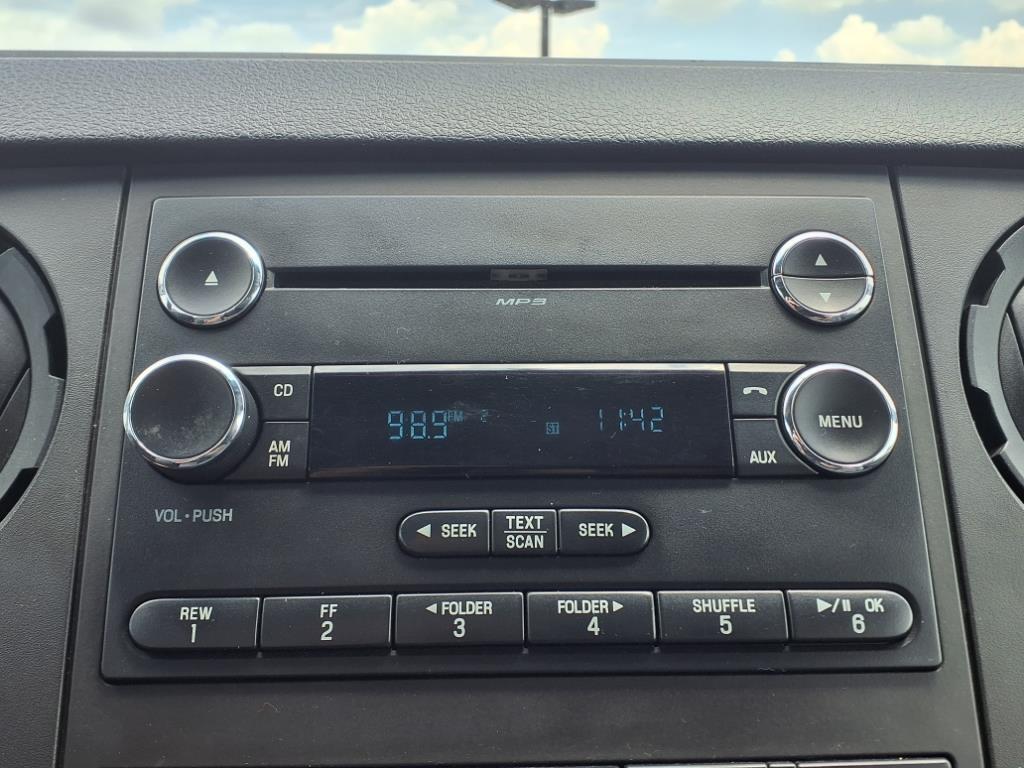 MP3
CD
98.9 FM 2 ST 11:42
AM
FM
MENU
AUX
VOL • PUSH
◄ SEEK
TEXT
SCAN
SEEK ►
REW
1
FF
2
◄ FOLDER
3
FOLDER ►
4
SHUFFLE
5
►/II OK
6